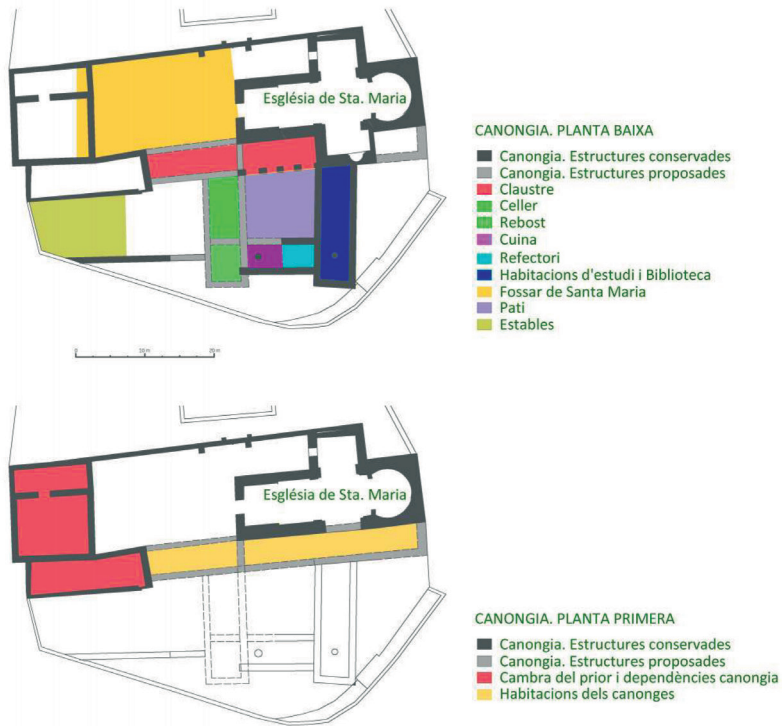 Església de Sta. Maria
CANONGIA. PLANTA BAIXA
Canongia. Estructures conservades
Canongia. Estructures proposades
Claustre
Celler
Rebost
Cuina
Refectori
Habitacions d'estudi i Biblioteca
Fossar de Santa Maria
Pati
Estables
Església de Sta. Maria
CANONGIA. PLANTA PRIMERA
Canongia. Estructures conservades
Canongia. Estructures proposades
Cambra del prior i dependències canongia
Habitacions dels canonges